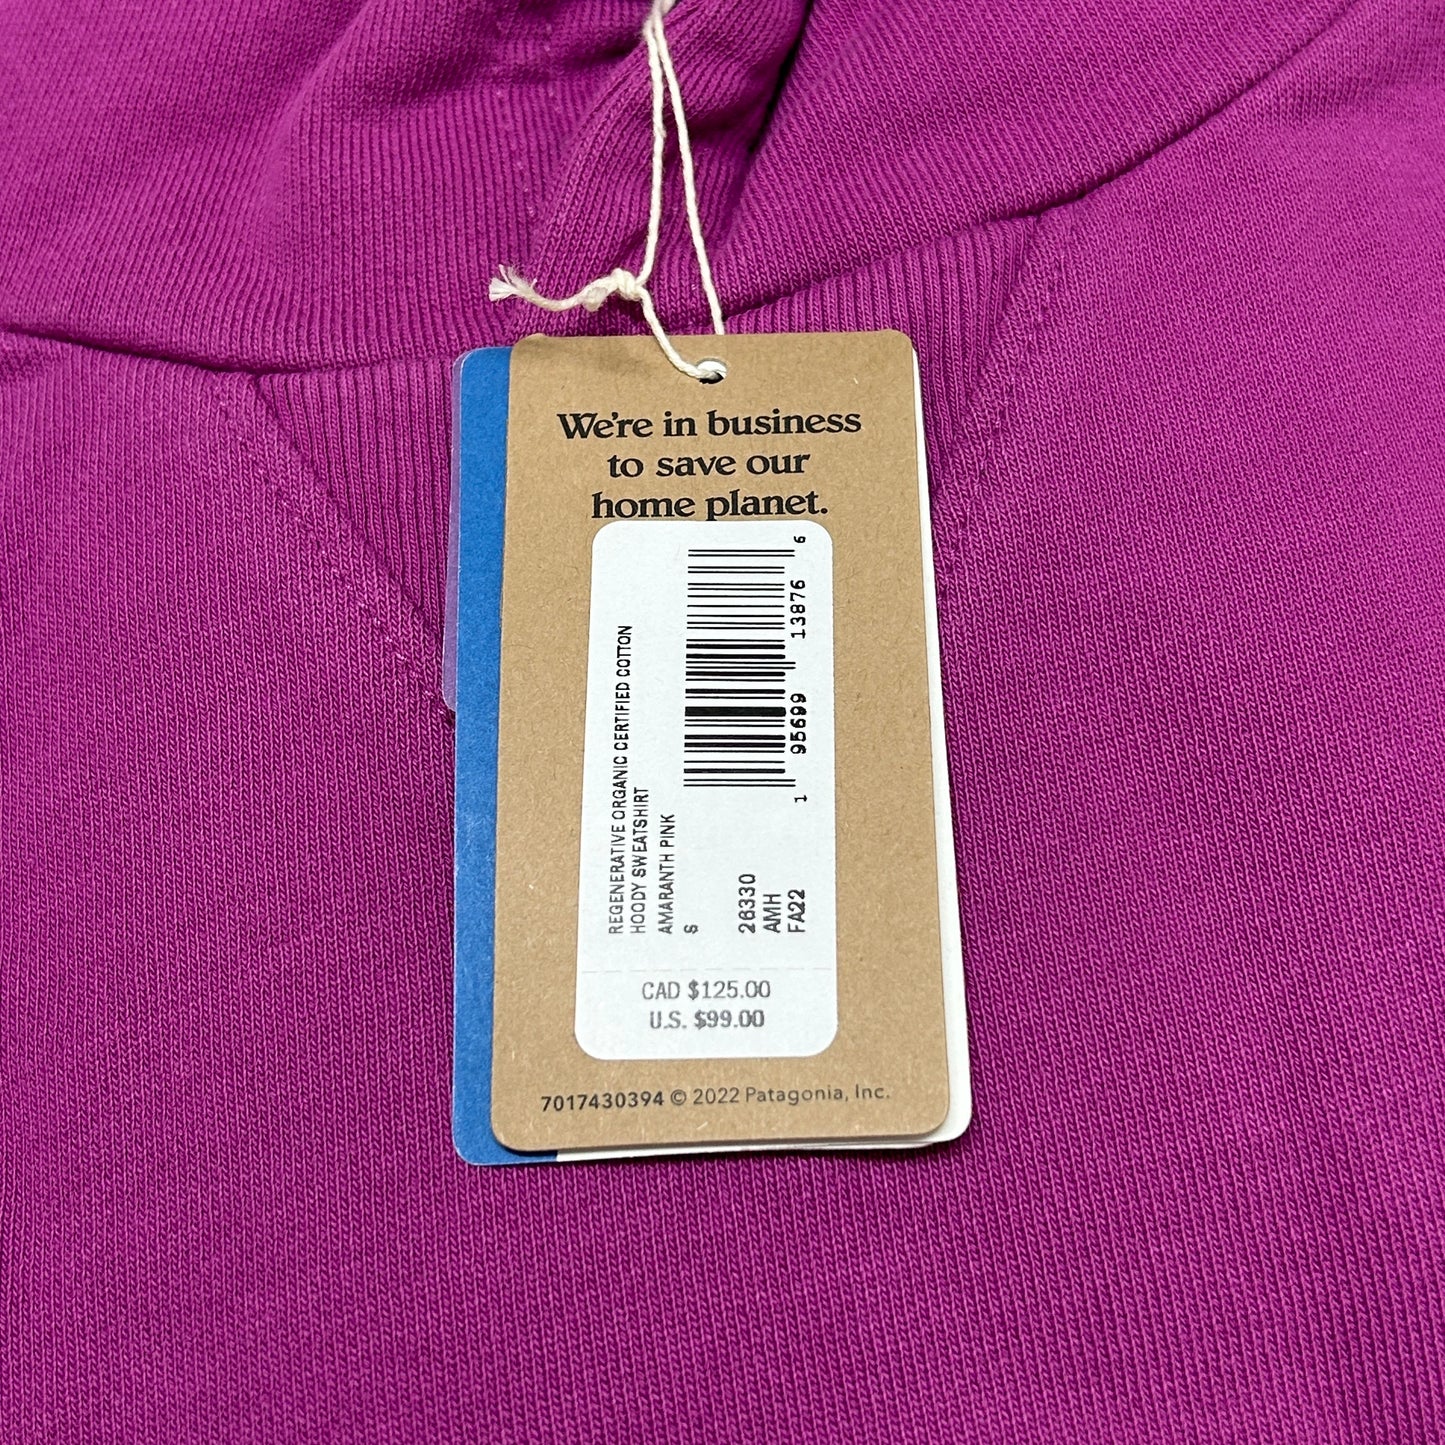 We're in business
to save our
home planet.
REGENERATIVE ORGANIC CERTIFIED COTTON
HOODY SWEATSHIRT
AMARANTH PINK
S
26330
AMH
FA22
1 95699 13876 6
CAD $125.00
U.S. $99.00
7017430394 © 2022 Patagonia, Inc.